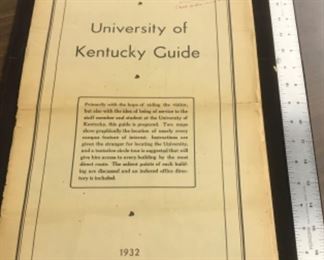 University of
Kentucky Guide
Primarily with the hope of aiding the visitor,
but also with the idea of being of service to the
staff member and student at the University of
Kentucky, this guide is prepared. Two maps
show graphically the location of nearly every
campus feature of interest. Instructions are
given the stranger for locating the University,
and a tentative circle tour is suggested that will
give him access to every building by the most
direct route. The salient points of each build-
ing are discussed and an indexed office direc-
tory is included.
1932